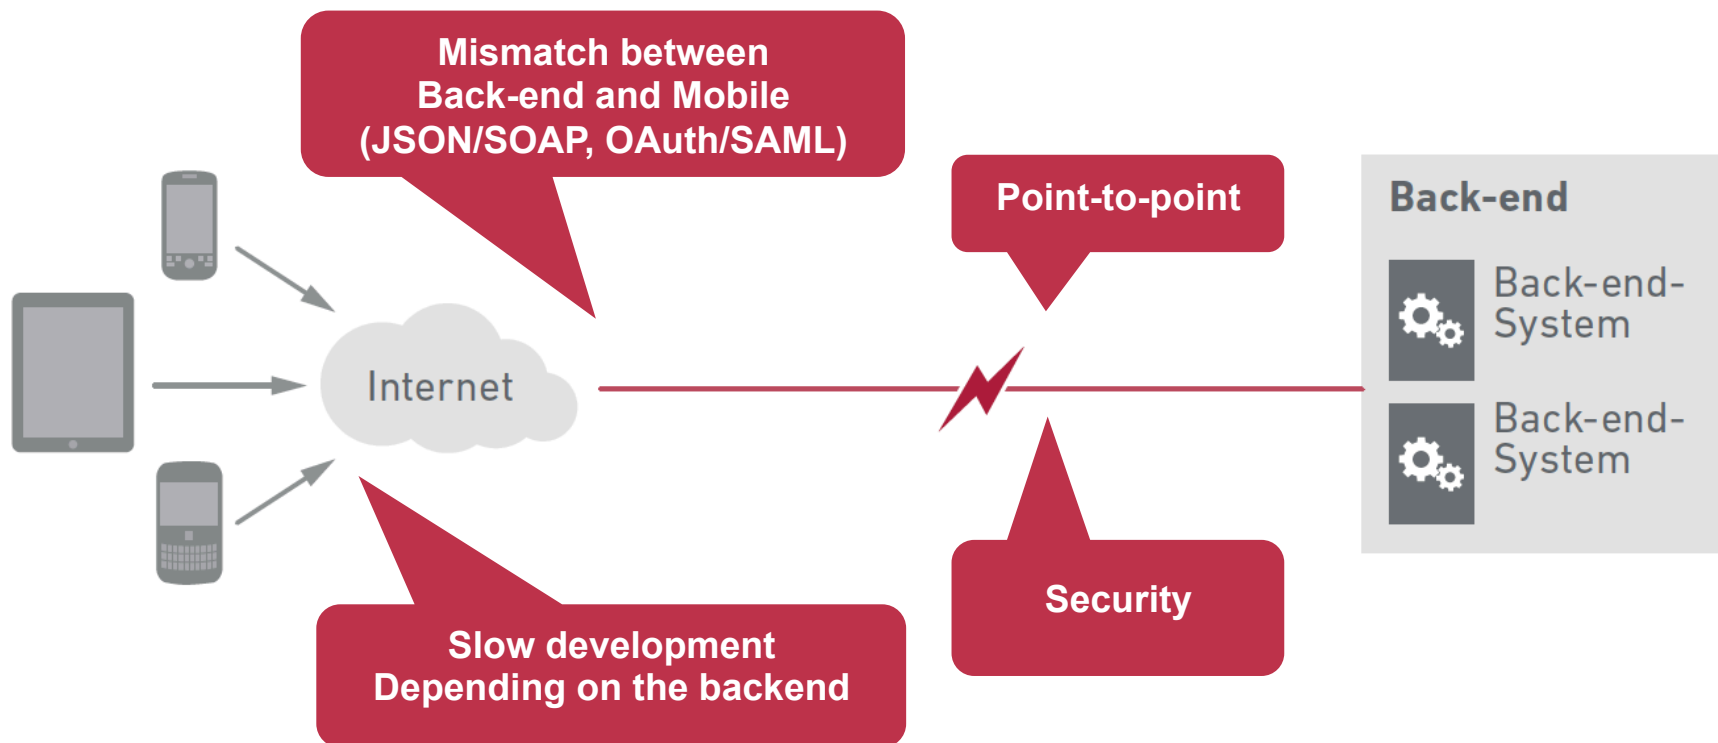 Mismatch between
Back-end and Mobile
(JSON/SOAP, OAuth/SAML)
Point-to-point
Back-end
Back-end-
System
Back-end-
System
Internet
Security
Slow development
Depending on the backend